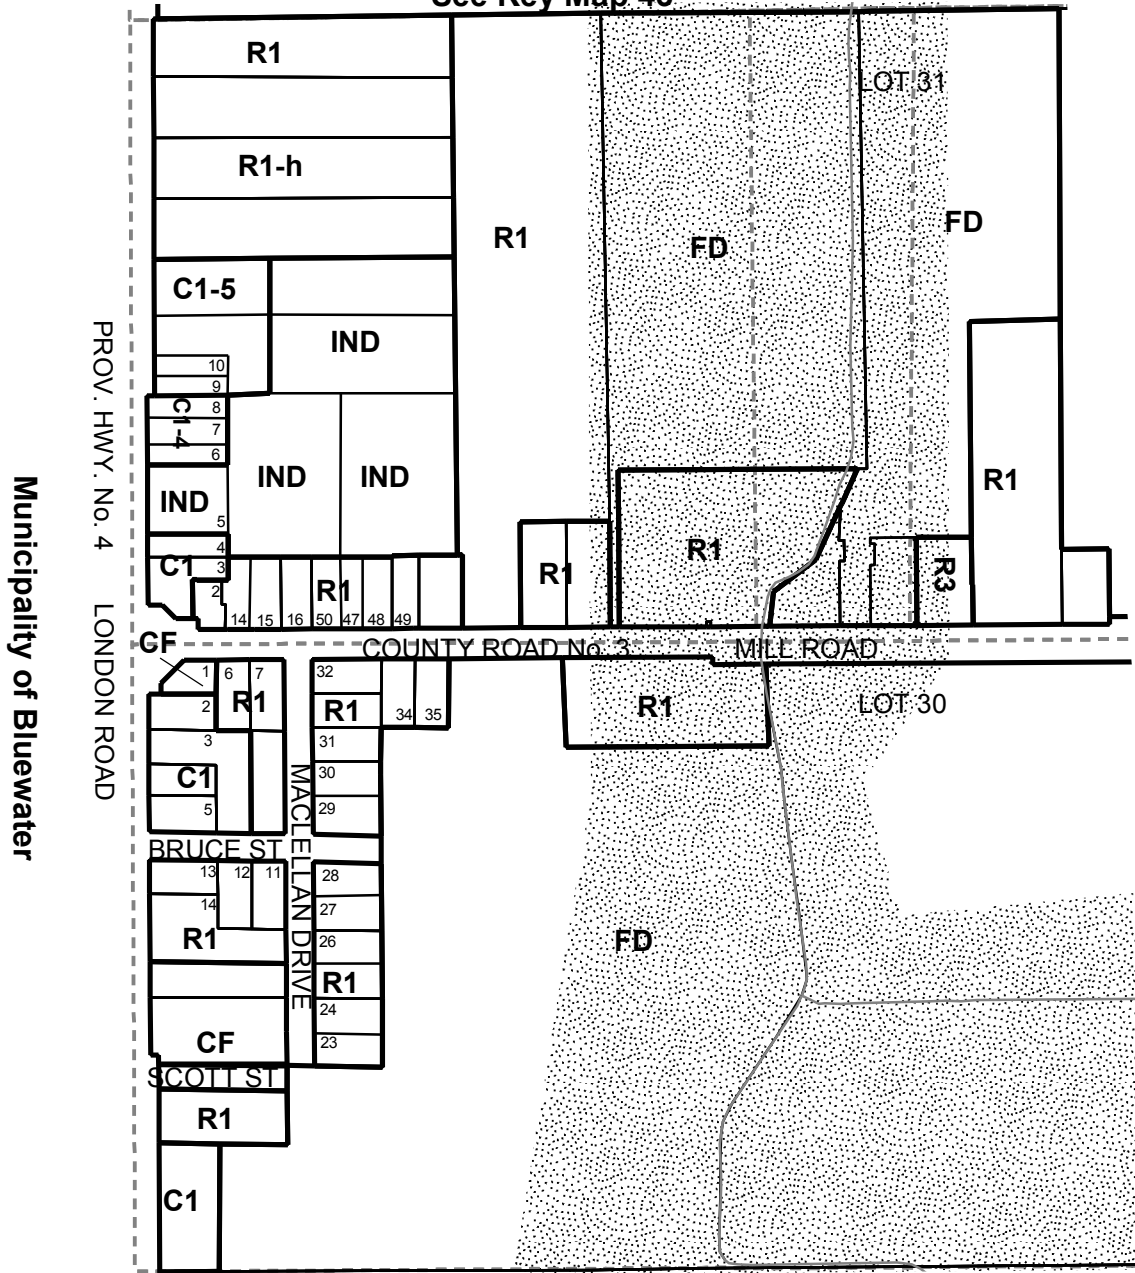 See Key Map 48
R1
LOT 31
R1-h
R1
FD
FD
C1-5
IND
10
9
C1-4
8
7
6
IND
IND
R1
IND
5
C1
4
3
2
R1
R1
R1
R3
14
15
16
50
47
48
49
PROV. HWY. No. 4
LONDON ROAD
Municipality of Bluewater
CF
COUNTY ROAD No. 3
MILL ROAD
1
6
7
32
R1
2
R1
34
35
R1
LOT 30
3
31
C1
30
5
29
MACLELLAN DRIVE
BRUCE ST
13
12
11
28
14
27
R1
26
FD
R1
24
CF
23
SCOTT ST
R1
C1